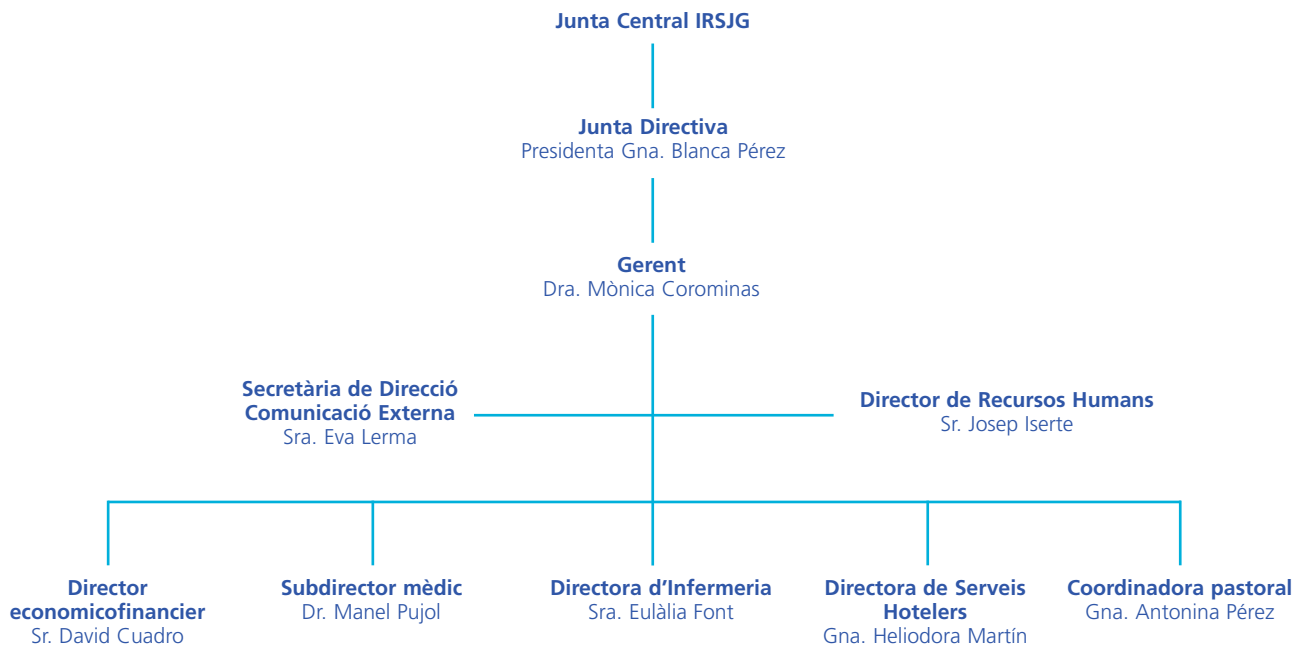 Junta Central IRSJG
Junta Directiva
Presidenta Gna. Blanca Pérez
Gerent
Dra. Mònica Corominas
Secretària de Direcció
Comunicació Externa
Sra. Eva Lerma
Director de Recursos Humans
Sr. Josep Iserte
Director
economicofinancier
Sr. David Cuadro
Subdirector mèdic
Dr. Manel Pujol
Directora d’Infermeria
Sra. Eulàlia Font
Directora de Serveis
Hotelers
Gna. Heliodora Martín
Coordinadora pastoral
Gna. Antonina Pérez